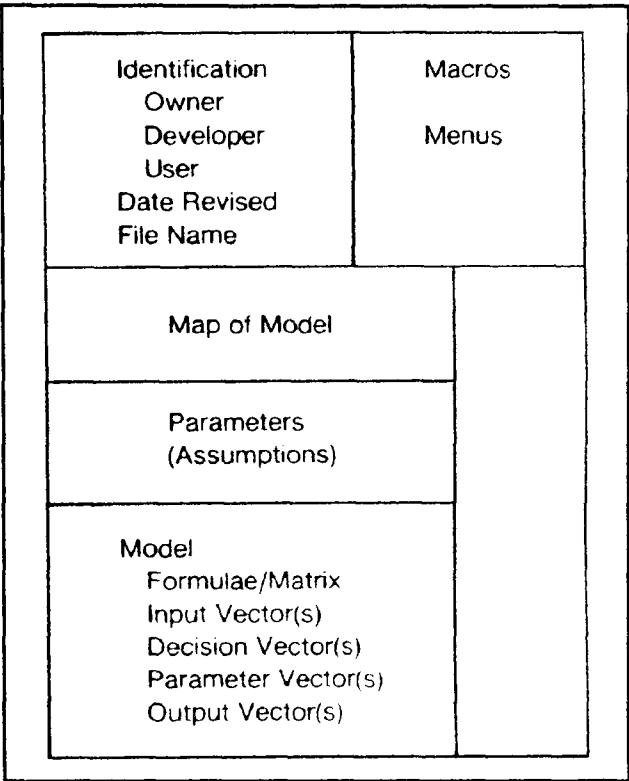 Identification
Owner
Developer
User
Date Revised
File Name
Macros
Menus
Map of Model
Parameters
(Assumptions)
Model
Formulae/Matrix
Input Vector(s)
Decision Vector(s)
Parameter Vector(s)
Output Vector(s)